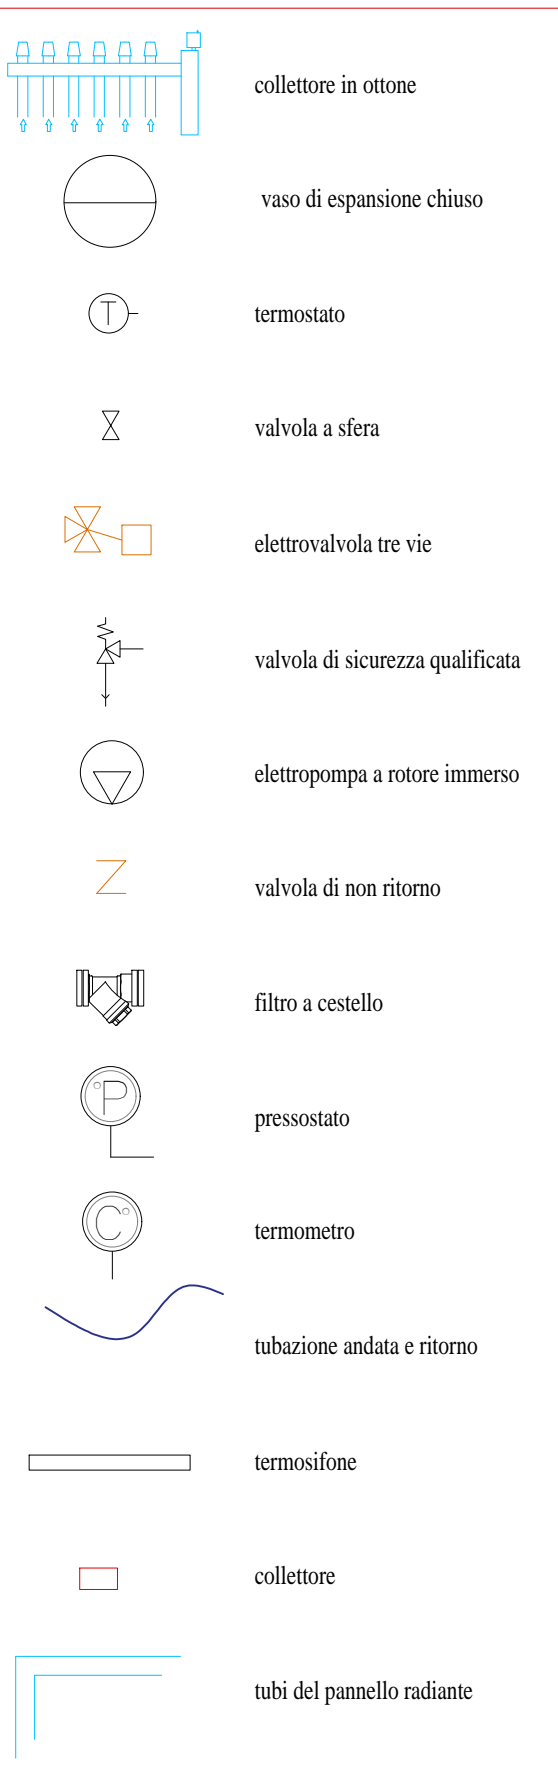 collettore in ottone
vaso di espansione chiuso
T
termostato
valvola a sfera
elettrovalvola tre vie
valvola di sicurezza qualificata
elettropompa a rotore immerso
valvola di non ritorno
filtro a cestello
°P
pressostato
C°
termometro
tubazione andata e ritorno
termosifone
collettore
tubi del pannello radiante